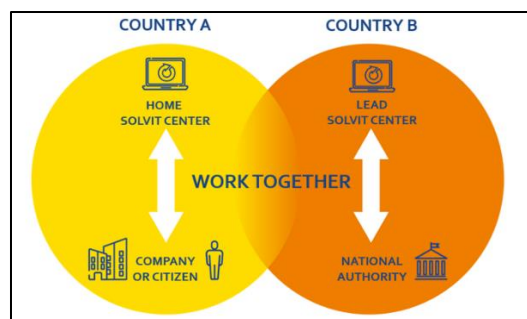 COUNTRY A
COUNTRY B
HOME
SOLVIT CENTER
LEAD
SOLVIT CENTER
WORK TOGETHER
COMPANY
OR CITIZEN
NATIONAL
AUTHORITY